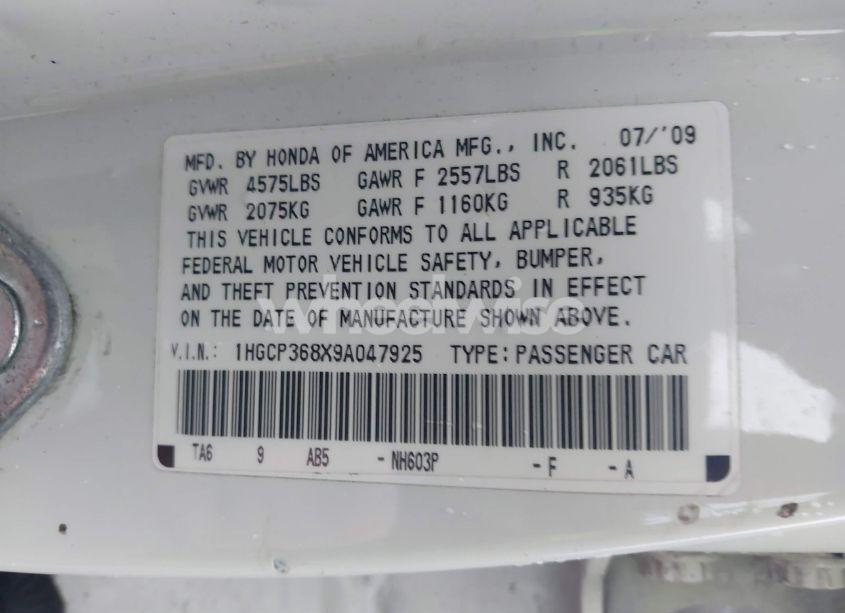 MFD. BY HONDA OF AMERICA MFG., INC. 07/'09
GVWR 4575LBS GAWR F 2557LBS R 2061LBS
GVWR 2075KG GAWR F 1160KG R 935KG
THIS VEHICLE CONFORMS TO ALL APPLICABLE
FEDERAL MOTOR VEHICLE SAFETY, BUMPER,
AND THEFT PREVENTION STANDARDS IN EFFECT
wheelwise
ON THE DATE OF MANUFACTURE SHOWN ABOVE.
V.I.N.: 1HGCP368X9A047925 TYPE: PASSENGER CAR
TA6 9 AB5 - NH603P - F - A